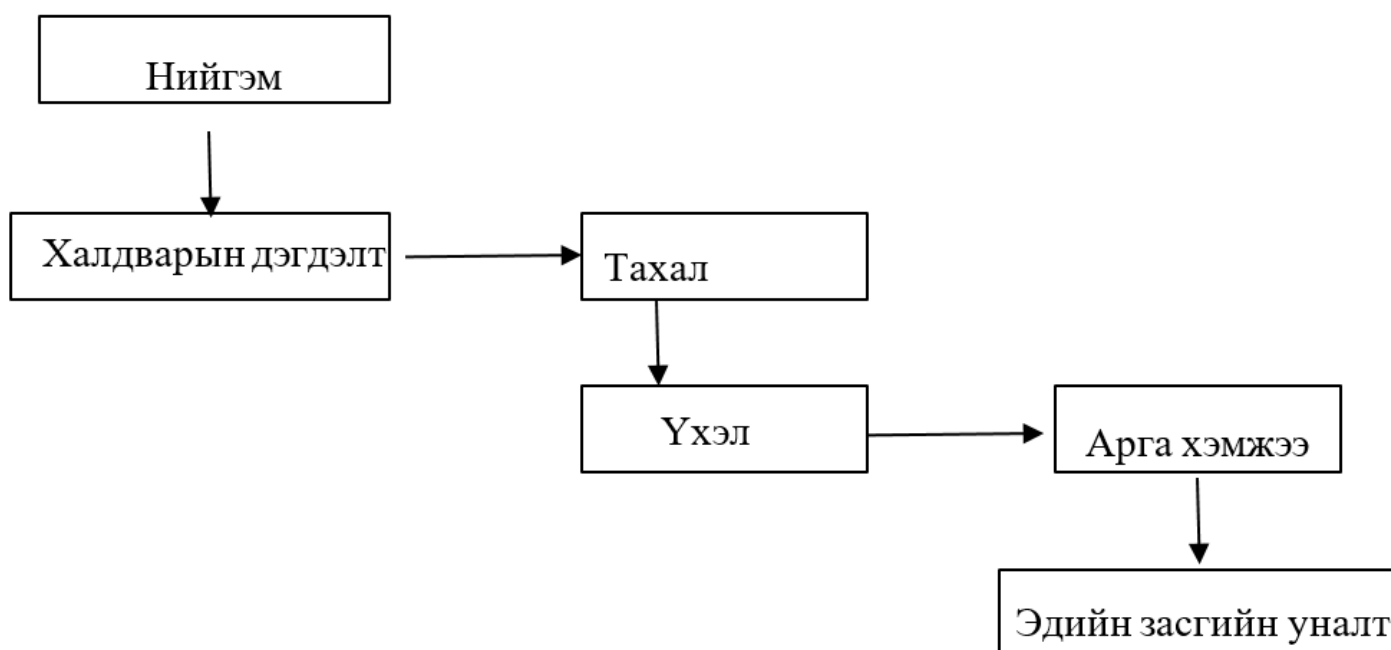 Нийгэм
Халдварын дэгдэлт
Тахал
Үхэл
Арга хэмжээ
Эдийн засгийн уналт